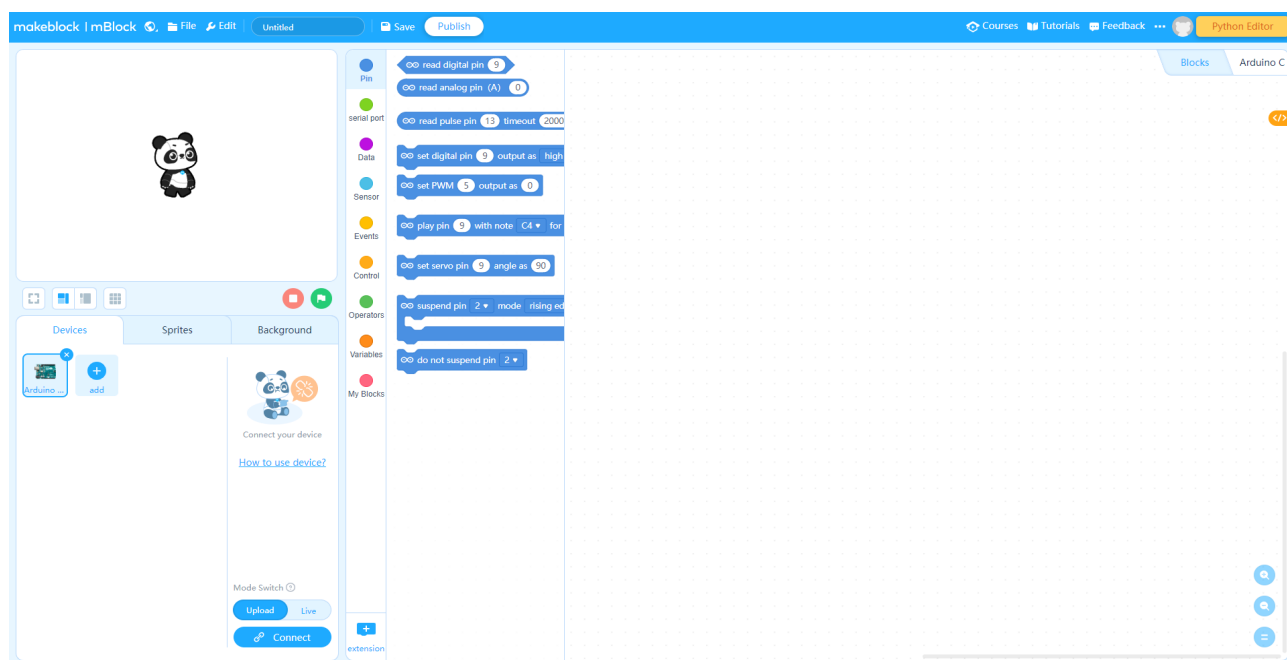 makeblock | mBlock File Edit Untitled Save Publish Courses Tutorials Feedback Python Editor
Blocks Arduino C
Pin
serial port
Data
Sensor
Events
Control
Operators
Variables
My Blocks
extension
read digital pin 9
read analog pin (A) 0
read pulse pin 13 timeout 2000
set digital pin 9 output as high
set PWM 5 output as 0
play pin 9 with note C4 for
set servo pin 9 angle as 90
suspend pin 2 mode rising ed
do not suspend pin 2
Devices Sprites Background
Arduino ...
add
Connect your device
How to use device?
Mode Switch
Upload Live
Connect